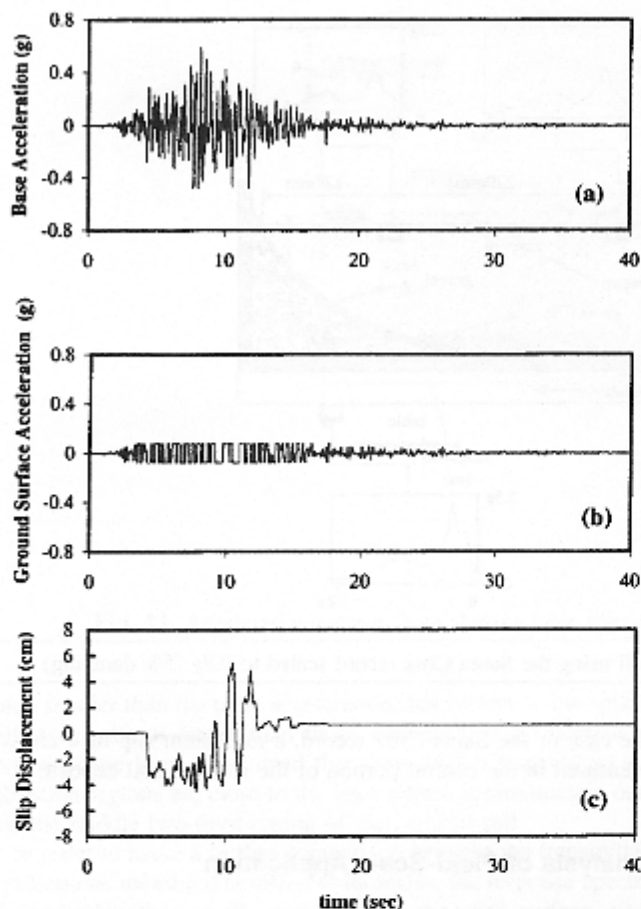 Base Acceleration (g)
0.8
0.4
0
-0.4
-0.8
(a)
0 10 20 30 40
Ground Surface Acceleration (g)
0.8
0.4
0
-0.4
-0.8
(b)
0 10 20 30 40
Slip Displacement (cm)
8
6
4
2
0
-2
-4
-6
-8
(c)
0 10 20 30 40
time (sec)